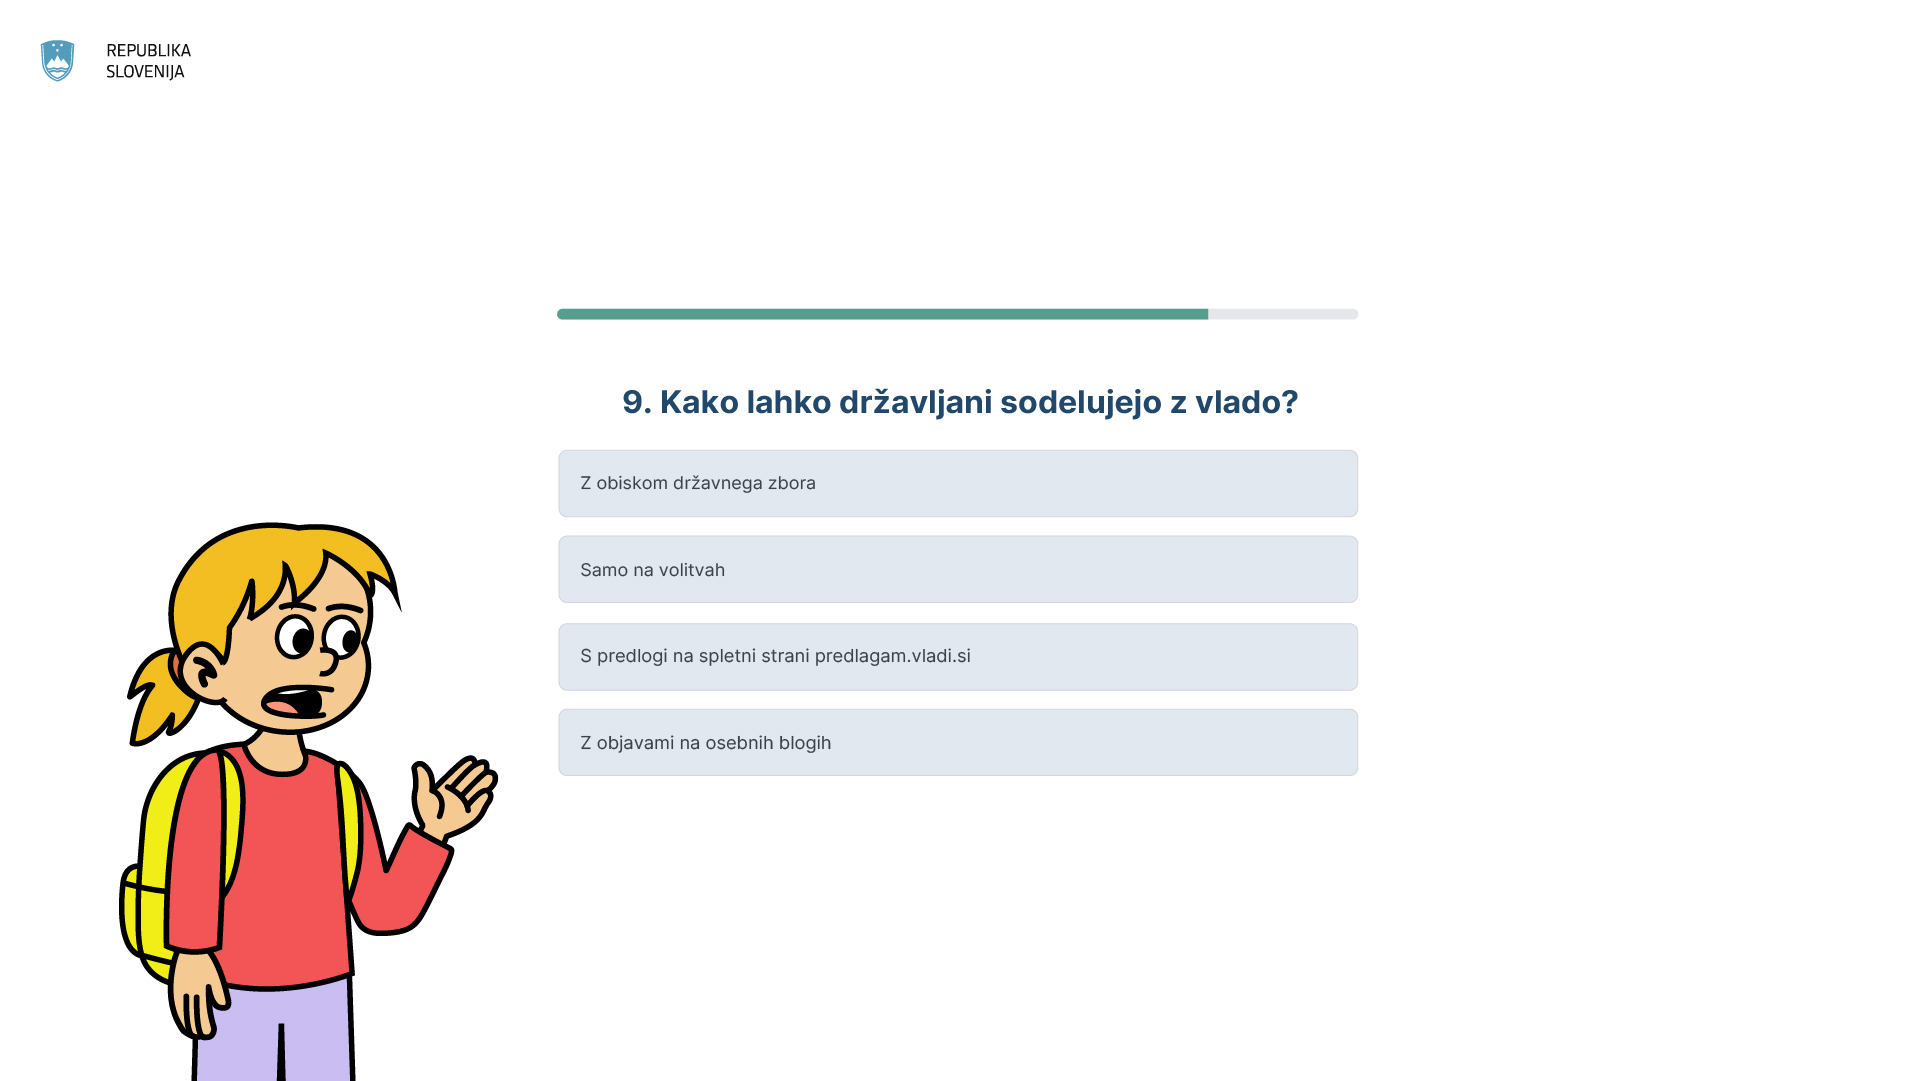 REPUBLIKA
SLOVENIJA
9. Kako lahko državljani sodelujejo z vlado?
Z obiskom državnega zbora
Samo na volitvah
S predlogi na spletni strani predlagam.vladi.si
Z objavami na osebnih blogih